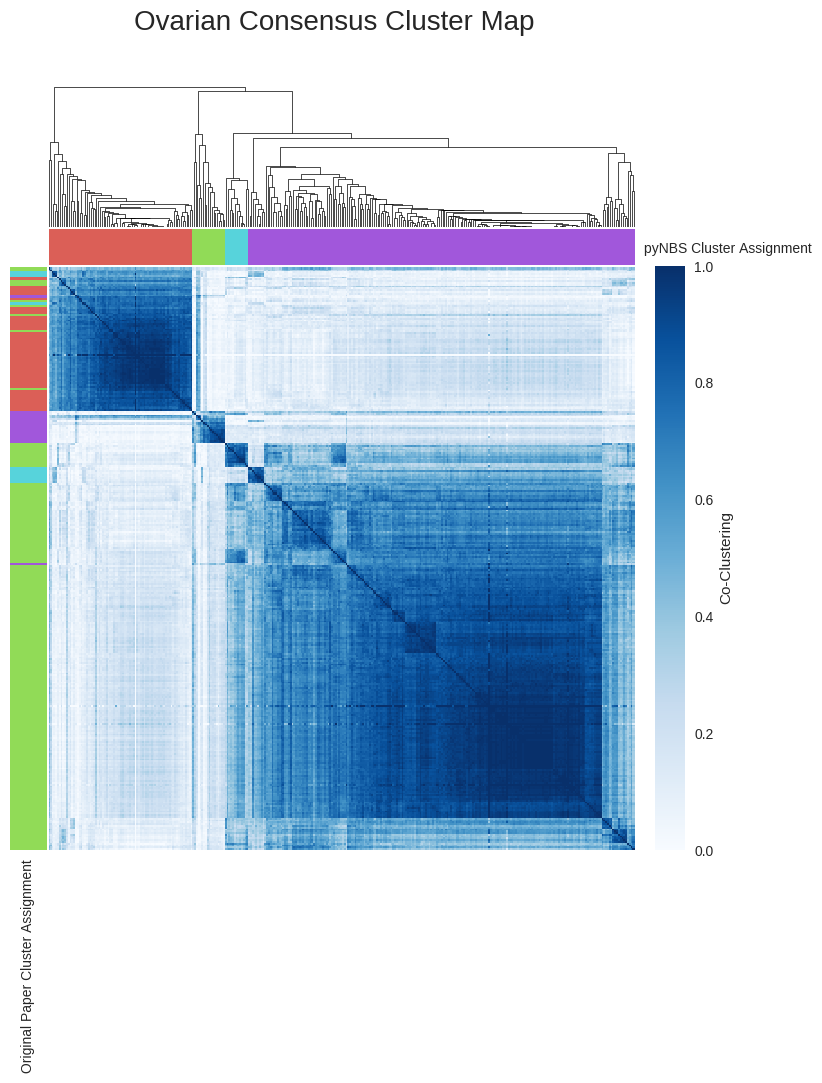 Ovarian Consensus Cluster Map
pyNBS Cluster Assignment
1.0
0.8
0.6
0.4
0.2
0.0
Co-Clustering
Original Paper Cluster Assignment